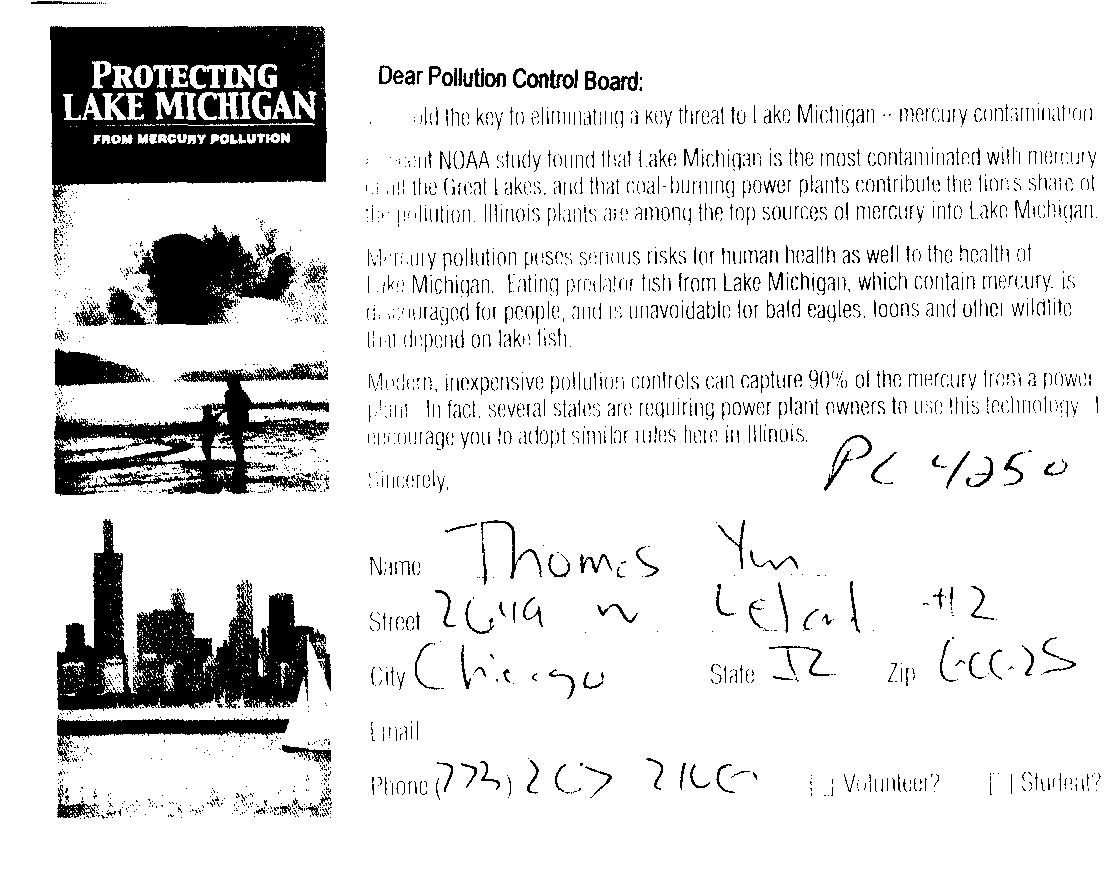 PROTECTING
LAKE MICHIGAN
FROM MERCURY POLLUTION
Dear Pollution Control Board:
the key to eliminating a key threat to Lake Michigan -- mercury contamination
NOAA study found that Lake Michigan is the most contaminated with mercury
the Great Lakes, and that coal-burning power plants contribute the lion's share of
the pollution. Illinois plants are among the top sources of mercury into Lake Michigan.
Mercury pollution poses serious risks for human health as well to the health of
Lake Michigan. Eating predator fish from Lake Michigan, which contain mercury, is
discouraged for people, and is unavoidable for bald eagles, loons and other wildlife
that depend on lake fish.
Modern, inexpensive pollution controls can capture 90% of the mercury from a power
plant. In fact, several states are requiring power plant owners to use this technology. I
encourage you to adopt similar rules here in Illinois.
Sincerely,
PC 4250
Name Thomas Yun
Street 2649 N #2
City Chicago State IL Zip
Email
Phone (773)
Volunteer? Student?